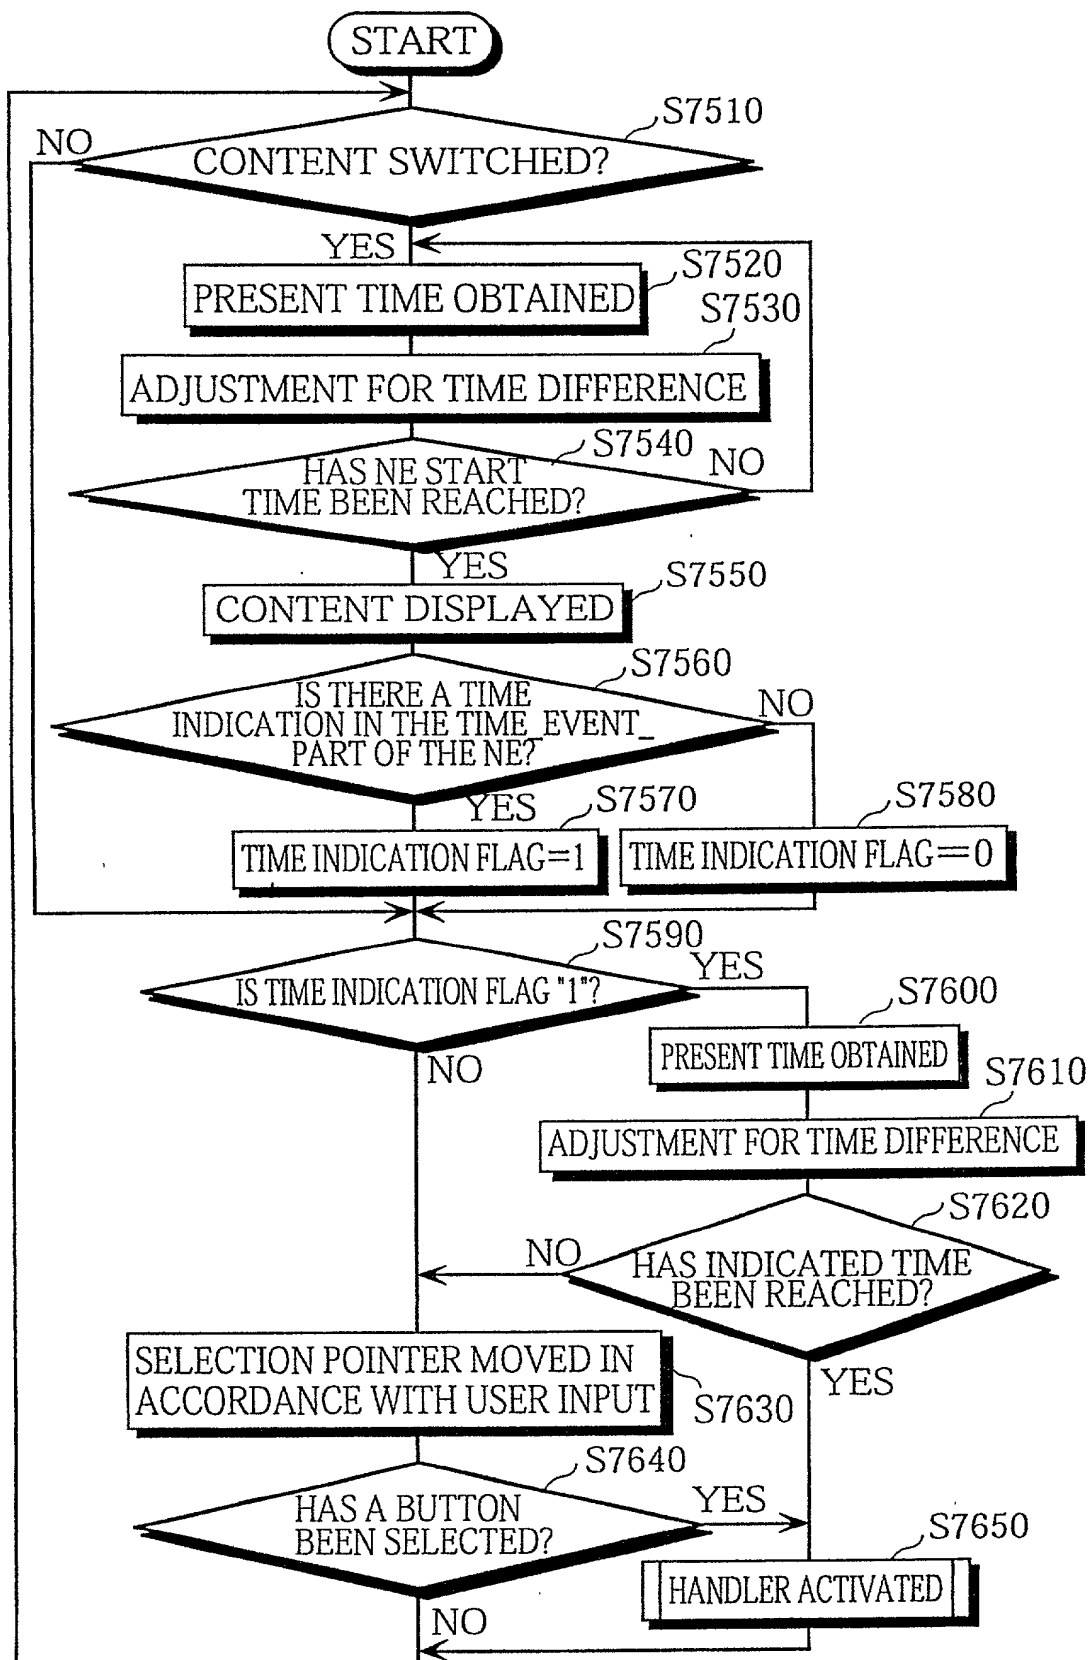 START
S7510
NO
CONTENT SWITCHED?
YES
S7520
PRESENT TIME OBTAINED
S7530
ADJUSTMENT FOR TIME DIFFERENCE
S7540
HAS NE START
TIME BEEN REACHED?
NO
YES
S7550
CONTENT DISPLAYED
S7560
IS THERE A TIME
INDICATION IN THE TIME_EVENT_
PART OF THE NE?
NO
YES
S7570
S7580
TIME INDICATION FLAG=1
TIME INDICATION FLAG=0
S7590
IS TIME INDICATION FLAG "1"?
YES
S7600
NO
PRESENT TIME OBTAINED
S7610
ADJUSTMENT FOR TIME DIFFERENCE
S7620
NO
HAS INDICATED TIME
BEEN REACHED?
YES
SELECTION POINTER MOVED IN
ACCORDANCE WITH USER INPUT
S7630
S7640
HAS A BUTTON
BEEN SELECTED?
YES
S7650
HANDLER ACTIVATED
NO